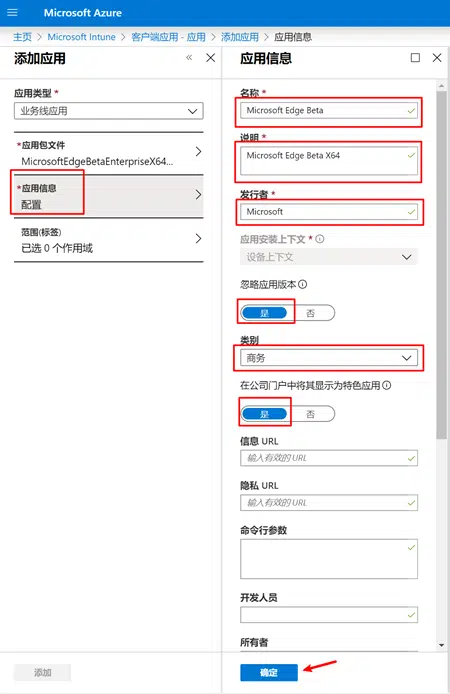 Microsoft Azure
主页 > Microsoft Intune > 客户端应用 - 应用 > 添加应用 > 应用信息
添加应用
应用类型 *
业务线应用
*应用包文件
MicrosoftEdgeBetaEnterpriseX64...
*应用信息
配置
范围(标签)
已选 0 个作用域
添加
应用信息
名称 *
Microsoft Edge Beta
说明 *
Microsoft Edge Beta X64
发行者 *
Microsoft
应用安装上下文 *
设备上下文
忽略应用版本
是 否
类别
商务
在公司门户中将其显示为特色应用
是 否
信息 URL
输入有效的 URL
隐私 URL
输入有效的 URL
命令行参数
开发人员
所有者
确定